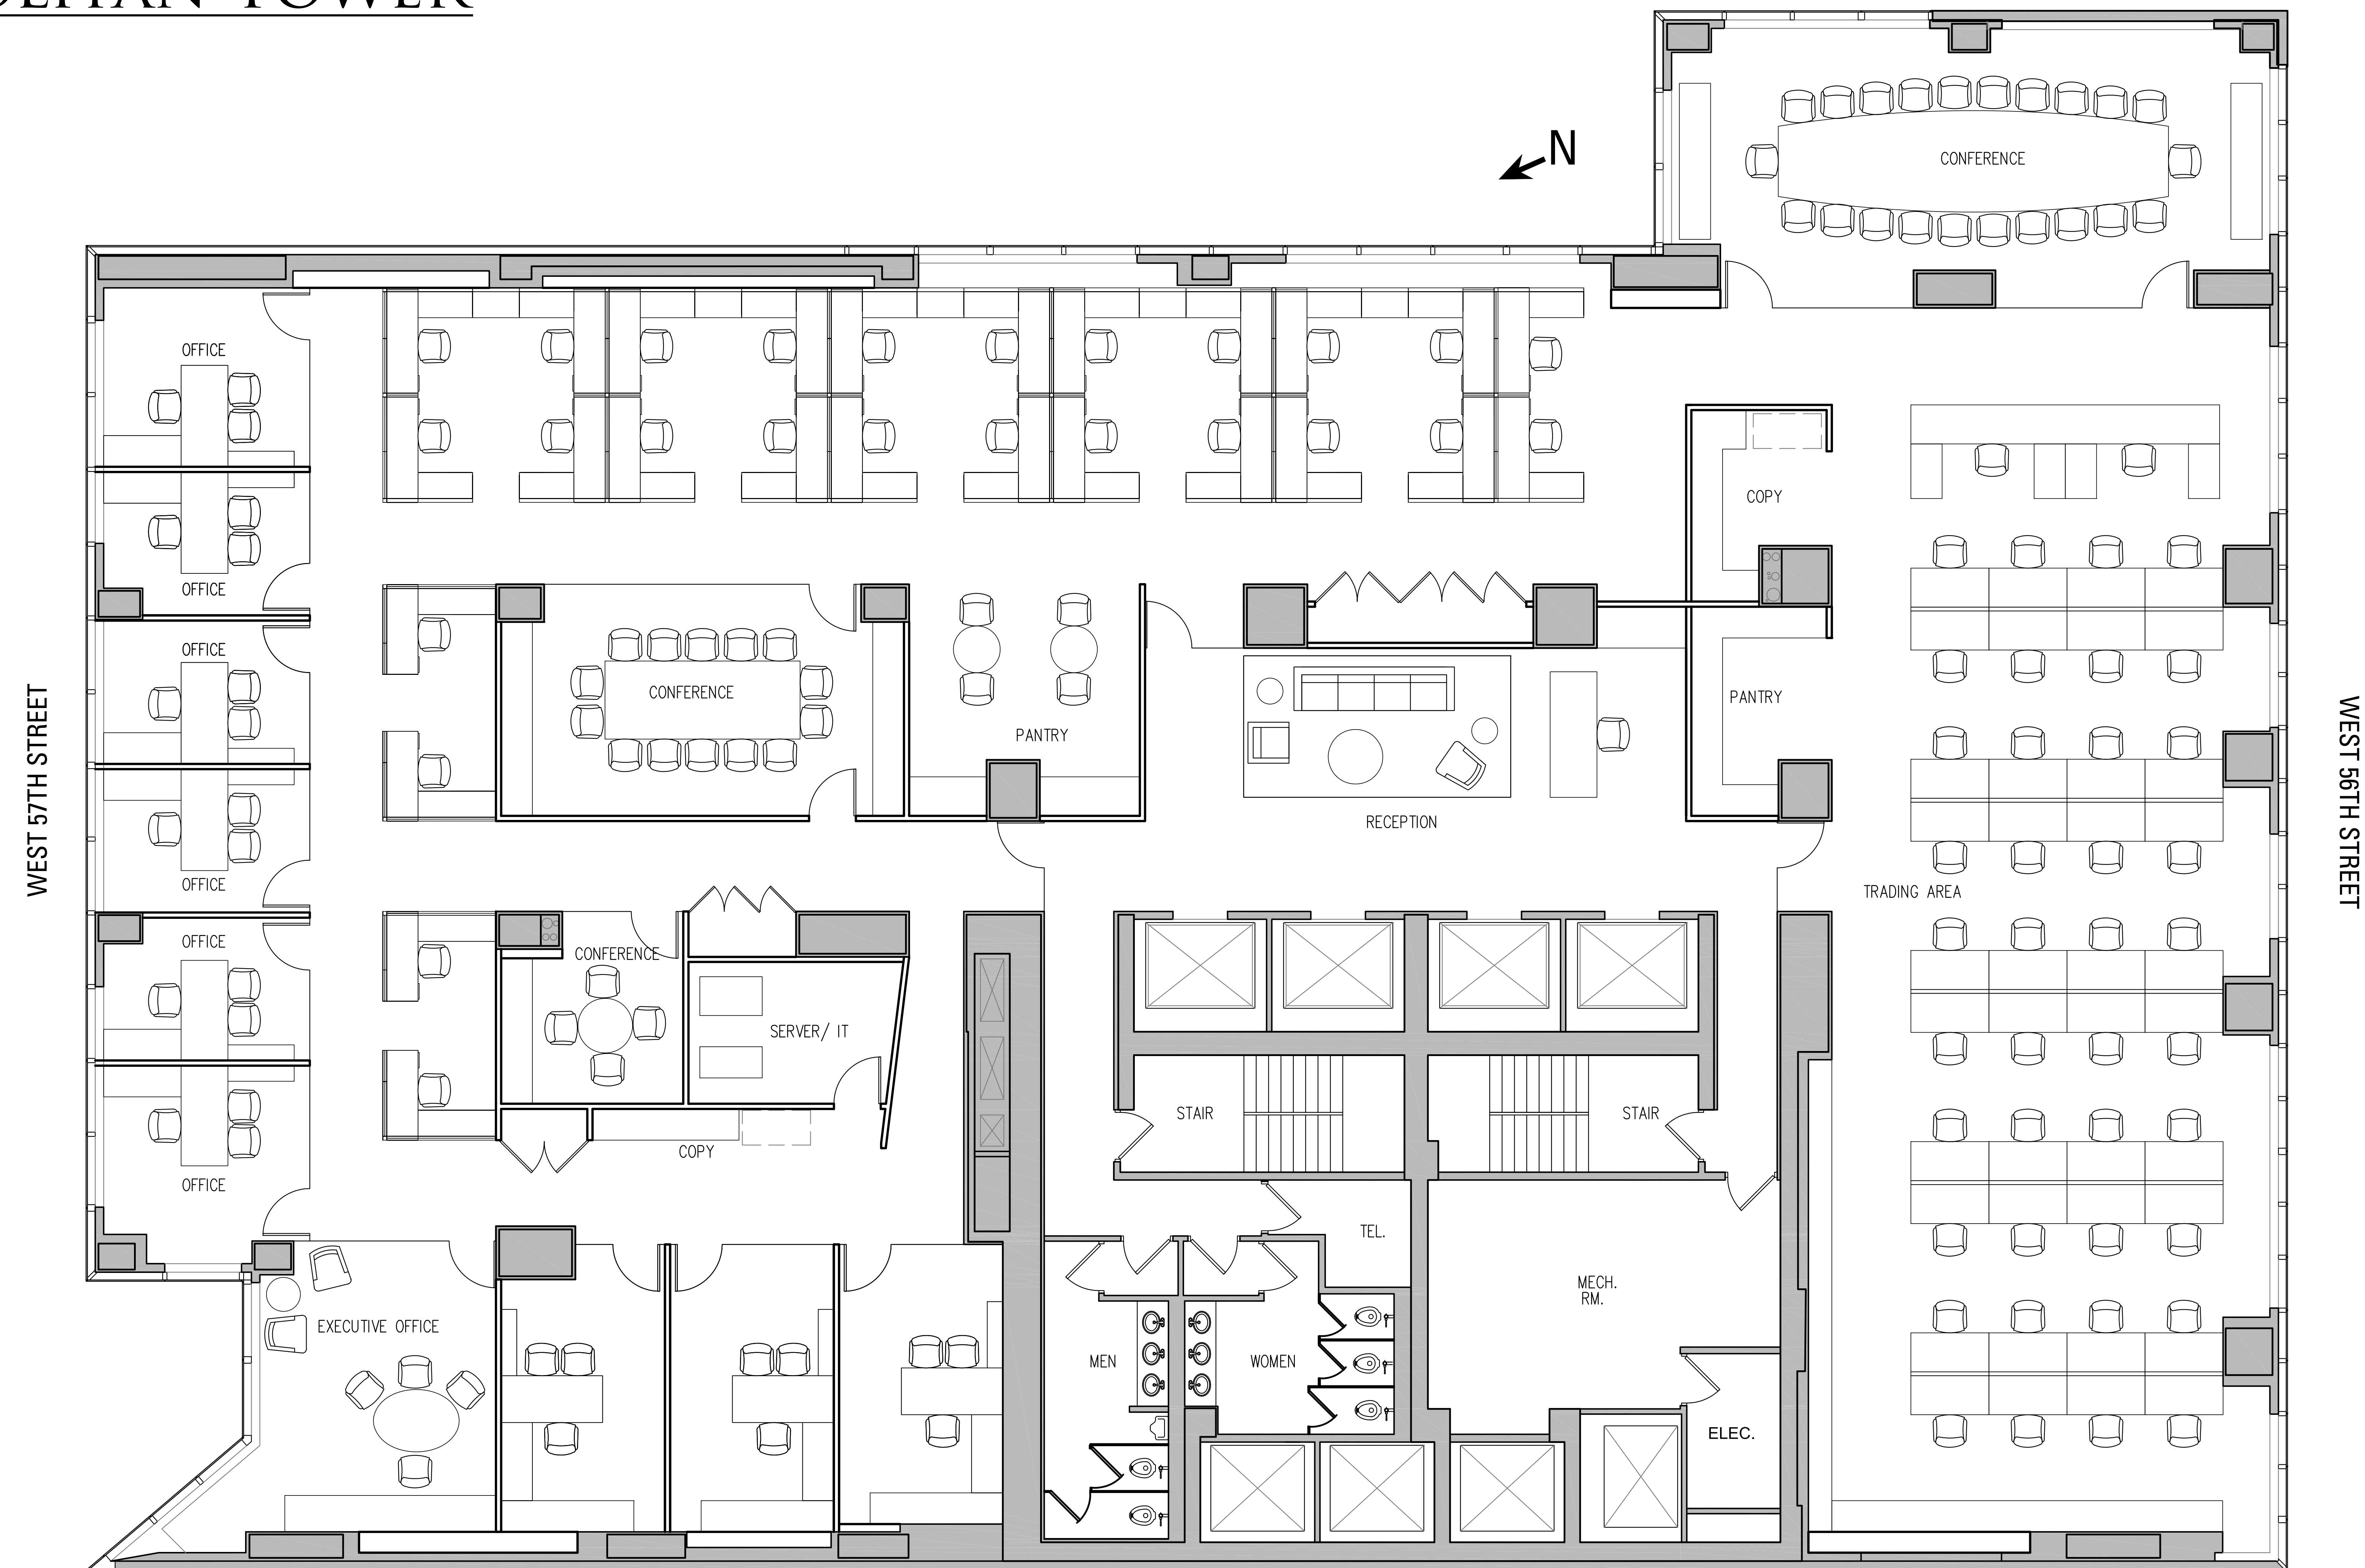 TOWER
N
CONFERENCE
OFFICE
COPY
OFFICE
OFFICE
CONFERENCE
PANTRY
PANTRY
WEST 57TH STREET
WEST 56TH STREET
RECEPTION
OFFICE
TRADING AREA
OFFICE
CONFERENCE
SERVER/ IT
STAIR
STAIR
COPY
OFFICE
TEL.
MECH.
RM.
EXECUTIVE OFFICE
MEN
WOMEN
ELEC.